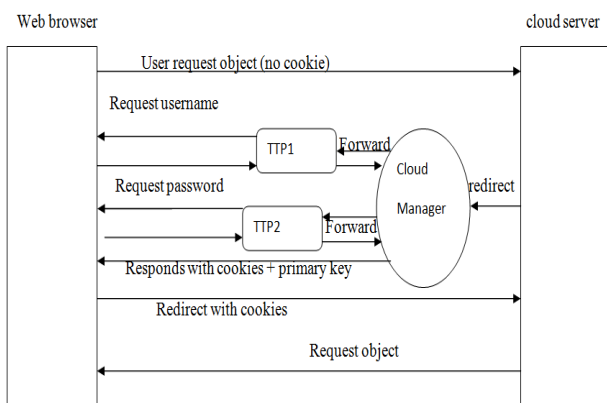 Web browser
cloud server
User request object (no cookie)
Request username
TTP1
Forward
Cloud
Manager
redirect
Request password
TTP2
Forward
Responds with cookies + primary key
Redirect with cookies
Request object